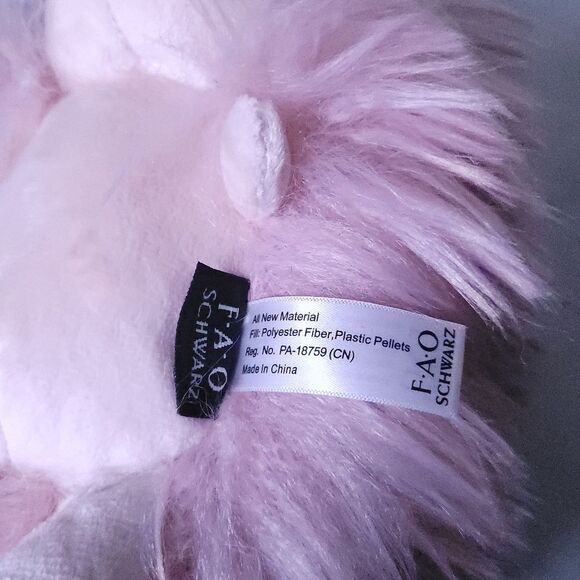 F·A·O
SCHWARZ
All New Material
Fill: Polyester Fiber,Plastic Pellets
Reg. No. PA-18759 (CN)
Made In China
F·A·O
SCHWARZ